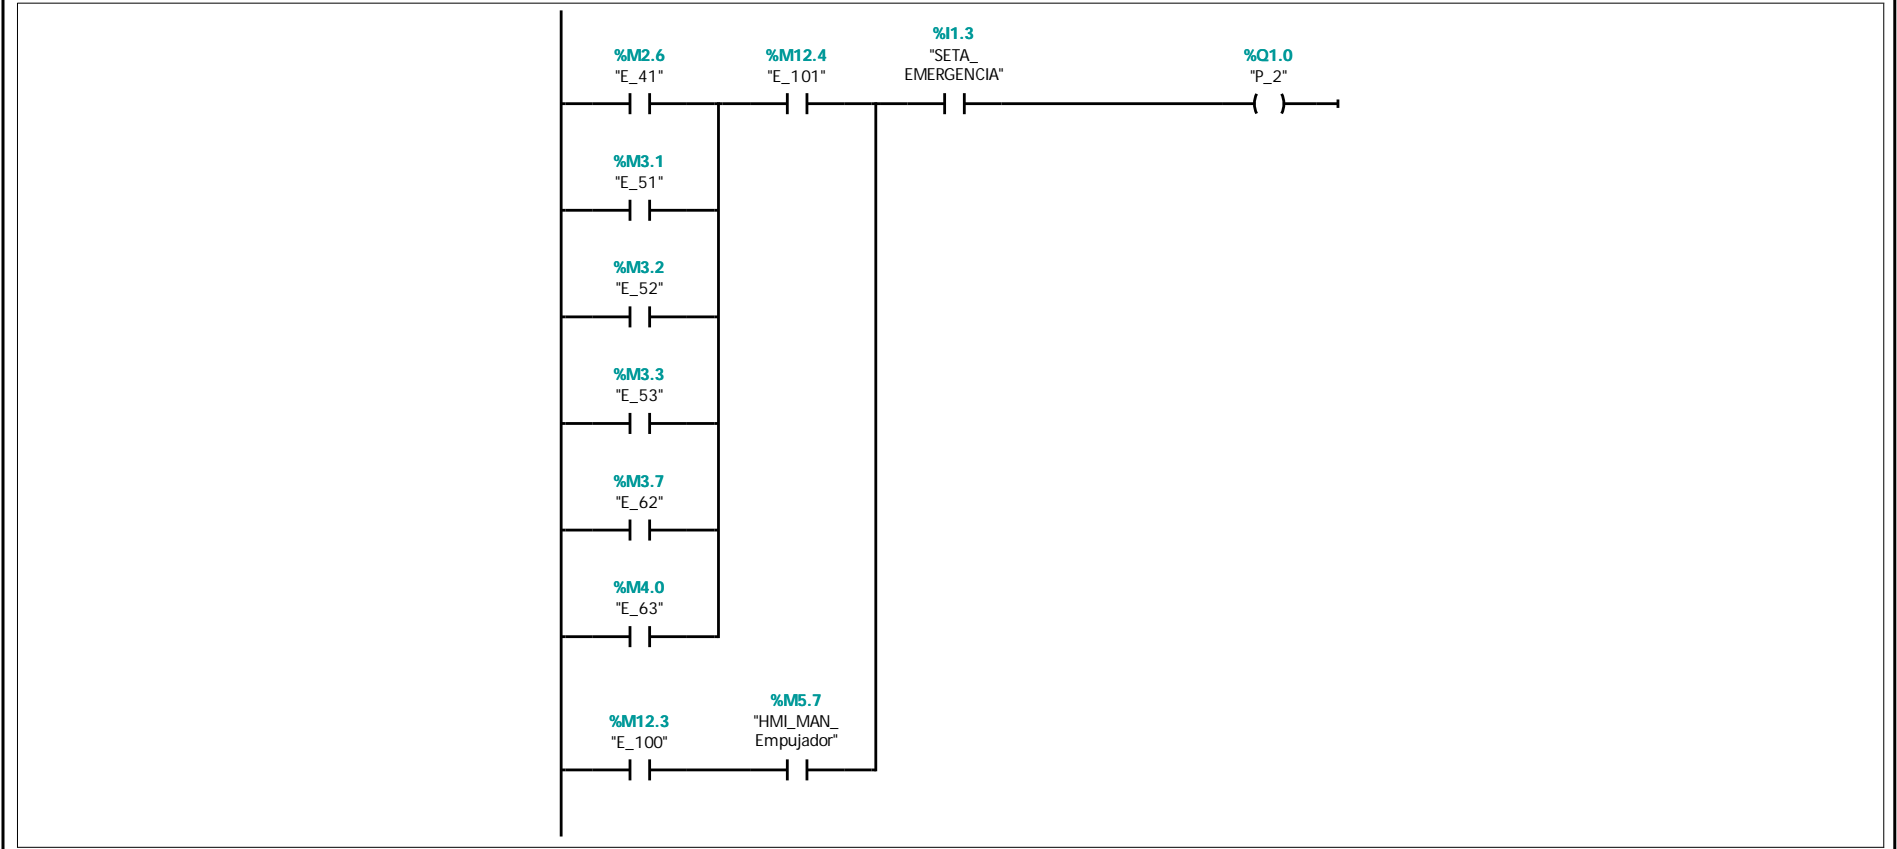 %I1.3
%M2.6 %M12.4 "SETA_ %Q1.0
"E_41" "E_101" EMERGENCIA" "P_2"
%M3.1
"E_51"
%M3.2
"E_52"
%M3.3
"E_53"
%M3.7
"E_62"
%M4.0
"E_63"
%M5.7
%M12.3 "HMI_MAN_
"E_100" Empujador"